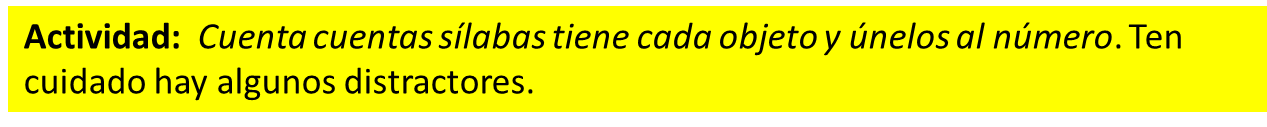 Actividad: Cuenta cuentas sílabas tiene cada objeto y únelos al número. Ten
cuidado hay algunos distractores.